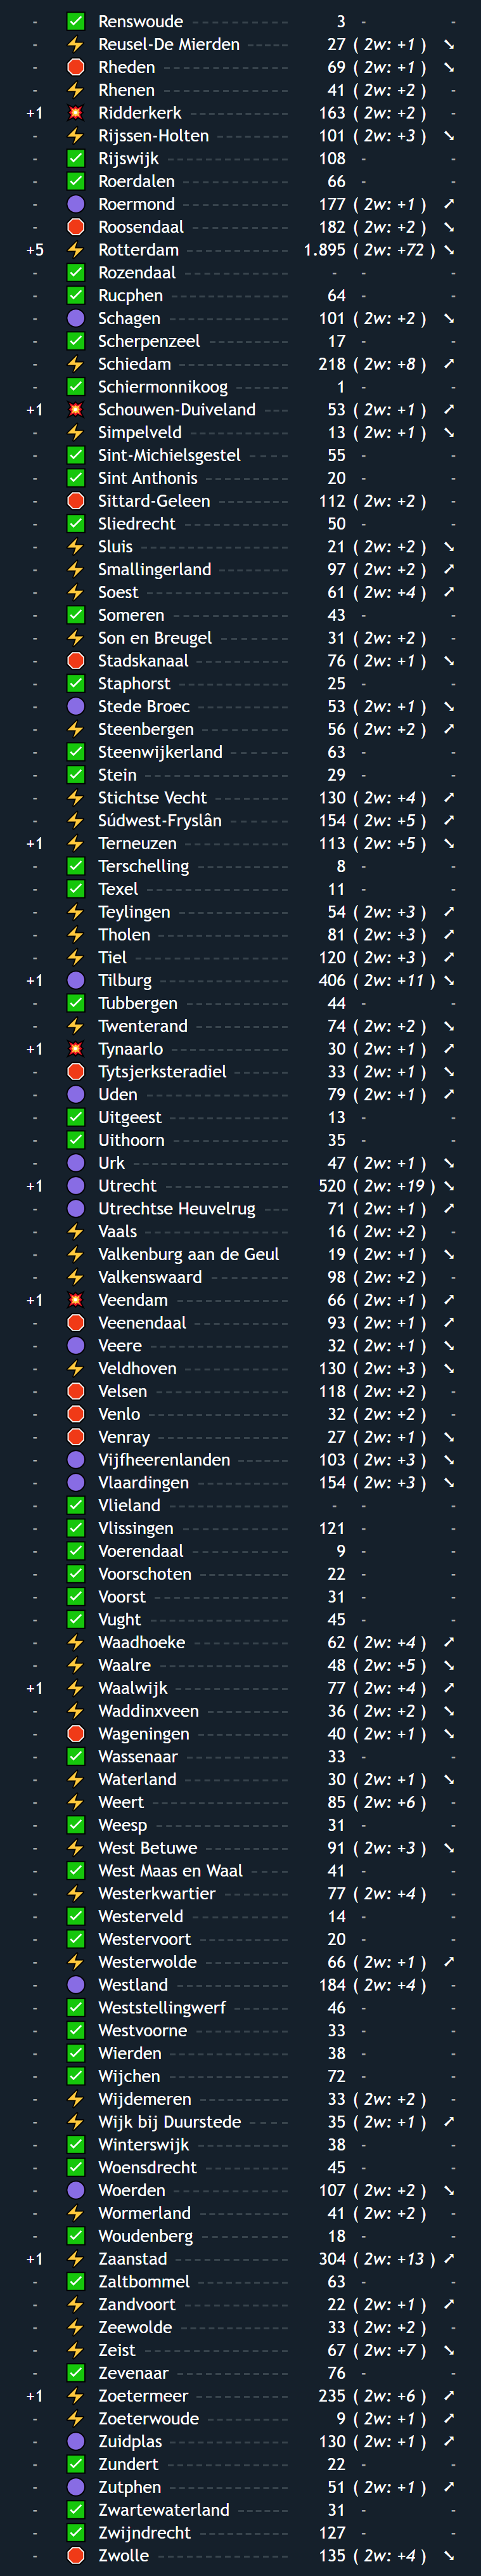 - ✅ Renswoude ------------ 3 - -
- ⚡ Reusel-De Mierden ----- 27 ( 2w: +1 ) ➘
- 🛑 Rheden --------------- 69 ( 2w: +1 ) ➘
- ⚡ Rhenen --------------- 41 ( 2w: +2 ) -
+1 💥 Ridderkerk ----------- 163 ( 2w: +2 ) -
- ⚡ Rijssen-Holten --------- 101 ( 2w: +3 ) ➘
- ✅ Rijswijk --------------- 108 - -
- ✅ Roerdalen ------------- 66 - -
- 🟣 Roermond ------------ 177 ( 2w: +1 ) ➚
- 🛑 Roosendaal ----------- 182 ( 2w: +2 ) ➘
+5 ⚡ Rotterdam ------------ 1.895 ( 2w: +72 ) ➘
- ✅ Rozendaal ------------- - - -
- ✅ Rucphen -------------- 64 - -
- 🟣 Schagen -------------- 101 ( 2w: +2 ) ➘
- ✅ Scherpenzeel ---------- 17 - -
- ⚡ Schiedam ------------- 218 ( 2w: +8 ) ➚
- ✅ Schiermonnikoog ------- 1 - -
+1 💥 Schouwen-Duiveland ---- 53 ( 2w: +1 ) ➚
- ⚡ Simpelveld ------------ 13 ( 2w: +1 ) ➘
- ✅ Sint-Michielsgestel ----- 55 - -
- ✅ Sint Anthonis ---------- 20 - -
- 🛑 Sittard-Geleen --------- 112 ( 2w: +2 ) -
- ✅ Sliedrecht ------------- 50 - -
- ⚡ Sluis ------------------ 21 ( 2w: +2 ) ➘
- ⚡ Smallingerland --------- 97 ( 2w: +2 ) ➚
- ⚡ Soest ----------------- 61 ( 2w: +4 ) ➚
- ✅ Someren -------------- 43 - -
- ⚡ Son en Breugel --------- 31 ( 2w: +2 ) -
- 🛑 Stadskanaal ----------- 76 ( 2w: +1 ) ➘
- ✅ Staphorst ------------- 25 - -
- 🟣 Stede Broec ----------- 53 ( 2w: +1 ) ➘
- ⚡ Steenbergen ---------- 56 ( 2w: +2 ) ➚
- ✅ Steenwijkerland ------- 63 - -
- ✅ Stein ----------------- 29 - -
- ⚡ Stichtse Vecht --------- 130 ( 2w: +4 ) ➚
- ⚡ Súdwest-Fryslân -------- 154 ( 2w: +5 ) ➚
+1 ⚡ Terneuzen ------------ 113 ( 2w: +5 ) ➘
- ✅ Terschelling ----------- 8 - -
- ✅ Texel ----------------- 11 - -
- ⚡ Teylingen ------------- 54 ( 2w: +3 ) ➚
- ⚡ Tholen --------------- 81 ( 2w: +3 ) ➚
- ⚡ Tiel ------------------ 120 ( 2w: +3 ) ➚
+1 🟣 Tilburg --------------- 406 ( 2w: +11 ) ➘
- ✅ Tubbergen ------------ 44 - -
- ⚡ Twenterand ----------- 74 ( 2w: +2 ) ➘
+1 💥 Tynaarlo -------------- 30 ( 2w: +1 ) ➚
- 🛑 Tytsjerksteradiel ------- 33 ( 2w: +1 ) ➘
- 🟣 Uden ----------------- 79 ( 2w: +1 ) ➚
- ✅ Uitgeest -------------- 13 - -
- ✅ Uithoorn -------------- 35 - -
- 🟣 Urk ------------------ 47 ( 2w: +1 ) ➘
+1 🟣 Utrecht --------------- 520 ( 2w: +19 ) ➘
- 🟣 Utrechtse Heuvelrug ---- 71 ( 2w: +1 ) ➚
- ⚡ Vaals ----------------- 16 ( 2w: +2 ) -
- ⚡ Valkenburg aan de Geul 19 ( 2w: +1 ) ➘
- ⚡ Valkenswaard ---------- 98 ( 2w: +2 ) -
+1 💥 Veendam ------------- 66 ( 2w: +1 ) ➚
- 🛑 Veenendaal ----------- 93 ( 2w: +1 ) ➚
- 🟣 Veere ---------------- 32 ( 2w: +1 ) ➘
- ⚡ Veldhoven ------------ 130 ( 2w: +3 ) ➘
- 🛑 Velsen ---------------- 118 ( 2w: +2 ) -
- 🛑 Venlo ----------------- 32 ( 2w: +2 ) -
- 🛑 Venray --------------- 27 ( 2w: +1 ) ➘
- 🟣 Vijfheerenlanden ------ 103 ( 2w: +3 ) ➘
- 🟣 Vlaardingen ----------- 154 ( 2w: +3 ) ➘
- ✅ Vlieland --------------- - - -
- ✅ Vlissingen ------------- 121 - -
- ✅ Voerendaal ------------ 9 - -
- ✅ Voorschoten ----------- 22 - -
- ✅ Voorst ---------------- 31 - -
- ✅ Vught ---------------- 45 - -
- ⚡ Waadhoeke ----------- 62 ( 2w: +4 ) ➚
- ⚡ Waalre --------------- 48 ( 2w: +5 ) ➘
+1 ⚡ Waalwijk ------------- 77 ( 2w: +4 ) ➚
- ⚡ Waddinxveen ---------- 36 ( 2w: +2 ) ➘
- 🛑 Wageningen ----------- 40 ( 2w: +1 ) ➘
- ✅ Wassenaar ------------ 33 - -
- ⚡ Waterland ------------ 30 ( 2w: +1 ) ➘
- ⚡ Weert ---------------- 85 ( 2w: +6 ) -
- ✅ Weesp ---------------- 31 - -
- ⚡ West Betuwe ---------- 91 ( 2w: +3 ) ➘
- ✅ West Maas en Waal ----- 41 - -
- ⚡ Westerkwartier -------- 77 ( 2w: +4 ) -
- ✅ Westerveld ------------ 14 - -
- ✅ Westervoort ---------- 20 - -
- ⚡ Westerwolde ---------- 66 ( 2w: +1 ) ➚
- 🟣 Westland ------------- 184 ( 2w: +4 ) -
- ✅ Weststellingwerf ------- 46 - -
- ✅ Westvoorne ----------- 33 - -
- ✅ Wierden -------------- 38 - -
- ✅ Wijchen -------------- 72 - -
- ⚡ Wijdemeren ----------- 33 ( 2w: +2 ) -
- ⚡ Wijk bij Duurstede ---- 35 ( 2w: +1 ) ➚
- ✅ Winterswijk ----------- 38 - -
- ✅ Woensdrecht ---------- 45 - -
- 🟣 Woerden ------------- 107 ( 2w: +2 ) ➘
- ⚡ Wormerland ----------- 41 ( 2w: +2 ) -
- ✅ Woudenberg ----------- 18 - -
+1 ⚡ Zaanstad ------------- 304 ( 2w: +13 ) ➚
- ✅ Zaltbommel ----------- 63 - -
- ⚡ Zandvoort ------------ 22 ( 2w: +1 ) ➚
- ⚡ Zeewolde ------------- 33 ( 2w: +2 ) -
- ⚡ Zeist ----------------- 67 ( 2w: +7 ) ➘
- ✅ Zevenaar ------------- 76 - -
+1 ⚡ Zoetermeer ----------- 235 ( 2w: +6 ) ➚
- ⚡ Zoeterwoude ---------- 9 ( 2w: +1 ) ➚
- 🟣 Zuidplas -------------- 130 ( 2w: +1 ) ➚
- ✅ Zundert -------------- 22 - -
- 🟣 Zutphen -------------- 51 ( 2w: +1 ) ➚
- ✅ Zwartewaterland ------ 31 - -
- ✅ Zwijndrecht ----------- 127 - -
- 🛑 Zwolle --------------- 135 ( 2w: +4 ) ➘